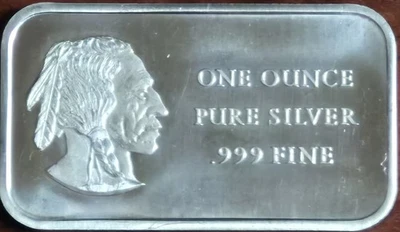 ONE OUNCE
PURE SILVER
.999 FINE